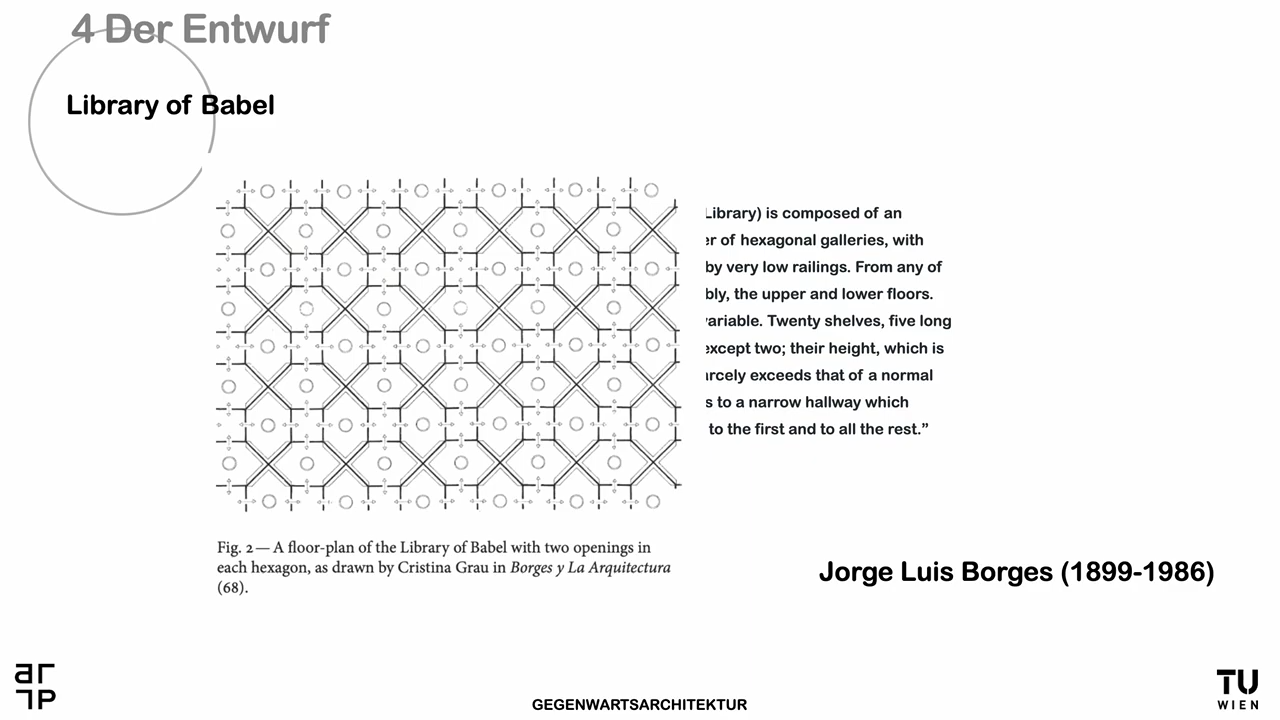 4 Der Entwurf
Library of Babel
Library) is composed of an
of hexagonal galleries, with
by very low railings. From any of
the upper and lower floors.
Twenty shelves, five long
except two; their height, which is
exceeds that of a normal
to a narrow hallway which
to the first and to all the rest.”
Fig. 2 — A floor-plan of the Library of Babel with two openings in
each hexagon, as drawn by Cristina Grau in Borges y La Arquitectura
(68).
Jorge Luis Borges (1899-1986)
ar
P
GEGENWARTSARCHITEKTUR
TU
WIEN